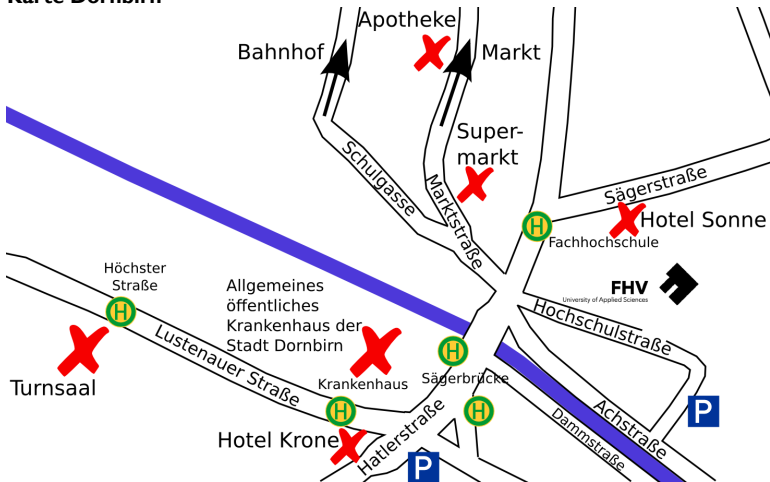 Karte Dornbirn
Apotheke
Bahnhof
Markt
Super-
markt
Schulgasse
Marktstraße
Sägerstraße
Hotel Sonne
H
Fachhochschule
Höchster
Straße
H
Allgemeines
öffentliches
Krankenhaus der
Stadt Dornbirn
FHV
University of Applied Sciences
Hochschulstraße
Lustenauer Straße
Turnsaal
H
Sägerbrücke
Krankenhaus
H
H
Hatlerstraße
Hotel Krone
Achstraße
Dammstraße
P
P